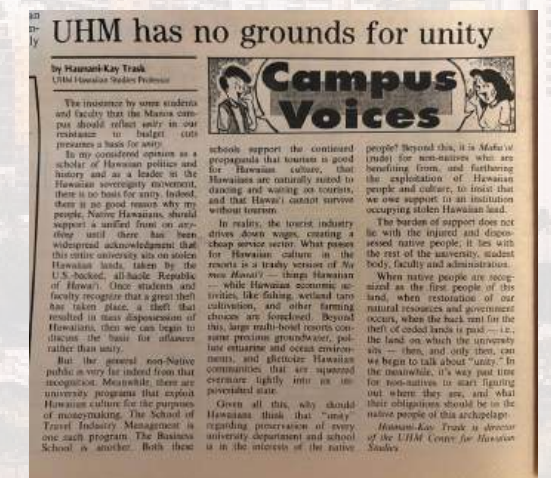 UHM has no grounds for unity
by Haunani-Kay Trask
UHM Hawaiian Studies Professor
Campus
Voices
The insistence by some students
and faculty that the Manoa cam-
pus should reflect unity in our
resistance to budget cuts
presumes a basis for unity.
In my considered opinion as a
scholar of Hawaiian politics and
history and as a leader in the
Hawaiian sovereignty movement,
there is no basis for unity. Indeed,
there is no good reason why my
people, Native Hawaiians, should
support a unified front on any-
thing until there has been
widespread acknowledgment that
this entire university sits on stolen
Hawaiian lands, taken by the
U.S.-backed, all-haole Republic
of Hawai'i. Once students and
faculty recognize that a great theft
has taken place, a theft that
resulted in mass dispossession of
Hawaiians, then we can begin to
discuss the basis for alliances
rather than unity.
But the general non-Native
public is very far indeed from that
recognition. Meanwhile, there are
university programs that exploit
Hawaiian culture for the purposes
of moneymaking. The School of
Travel Industry Management is
one such program. The Business
School is another. Both these
schools support the continued
propaganda that tourism is good
for Hawaiian culture, that
Hawaiians are naturally suited to
dancing and waiting on tourists,
and that Hawai'i cannot survive
without tourism.
In reality, the tourist industry
drives down wages, creating a
cheap service sector. What passes
for Hawaiian culture in the
resorts is a trashy version of Na
mea Hawai'i — things Hawaiian
— while Hawaiian economic ac-
tivities, like fishing, wetland taro
cultivation, and other farming
choices are foreclosed. Beyond
this, large multi-hotel resorts con-
sume precious groundwater, pol-
lute estuarine and ocean environ-
ments, and ghettoize Hawaiian
communities that are squeezed
evermore tightly into an im-
poverished state.
Given all this, why should
Hawaiians think that "unity"
regarding preservation of every
university department and school
is in the interests of the native
people? Beyond this, it is Maha'oi
(rude) for non-natives who are
benefiting from, and furthering
the exploitation of Hawaiian
people and culture, to insist that
we owe support to an institution
occupying stolen Hawaiian land.
The burden of support does not
lie with the injured and dispos-
sessed native people; it lies with
the rest of the university, student
body, faculty and administration.
When native people are recog-
nized as the first people of this
land, when restoration of our
natural resources and government
occurs, when the back rent for the
theft of ceded lands is paid — i.e.,
the land on which the university
sits — then, and only then, can
we begin to talk about "unity." In
the meanwhile, it's way past time
for non-natives to start figuring
out where they are, and what
their obligations should be to the
native people of this archipelago.
Haunani-Kay Trask is director
of the UHM Center for Hawaiian
Studies.